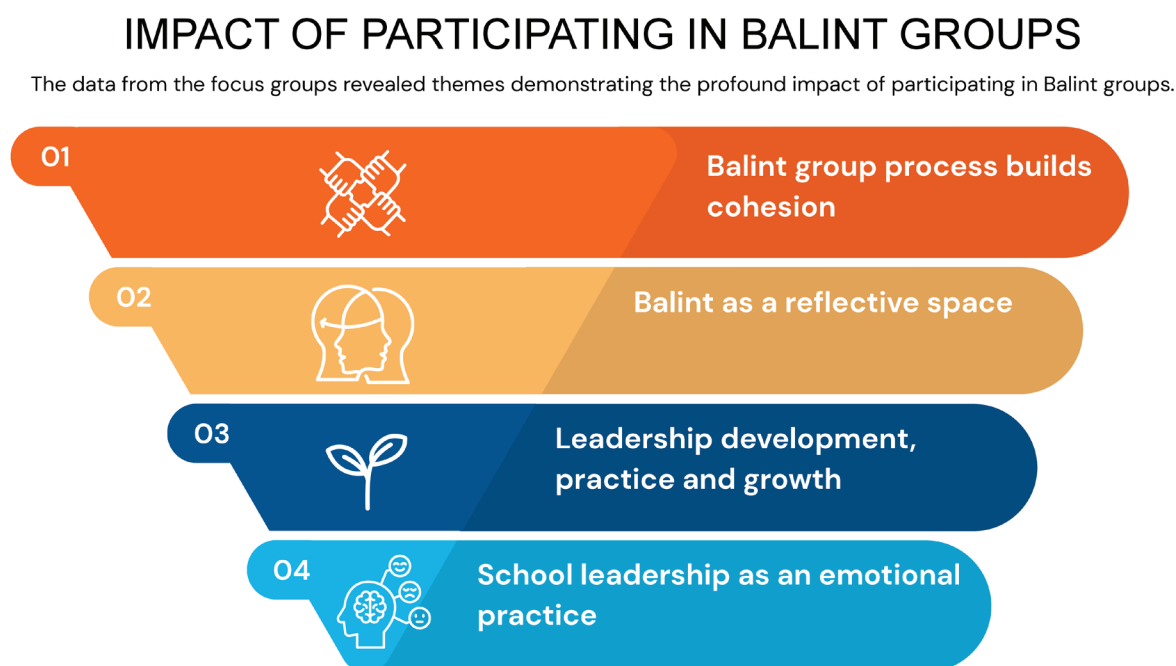 IMPACT OF PARTICIPATING IN BALINT GROUPS
The data from the focus groups revealed themes demonstrating the profound impact of participating in Balint groups.
01
Balint group process builds
cohesion
02
Balint as a reflective space
03
Leadership development,
practice and growth
04
School leadership as an emotional
practice